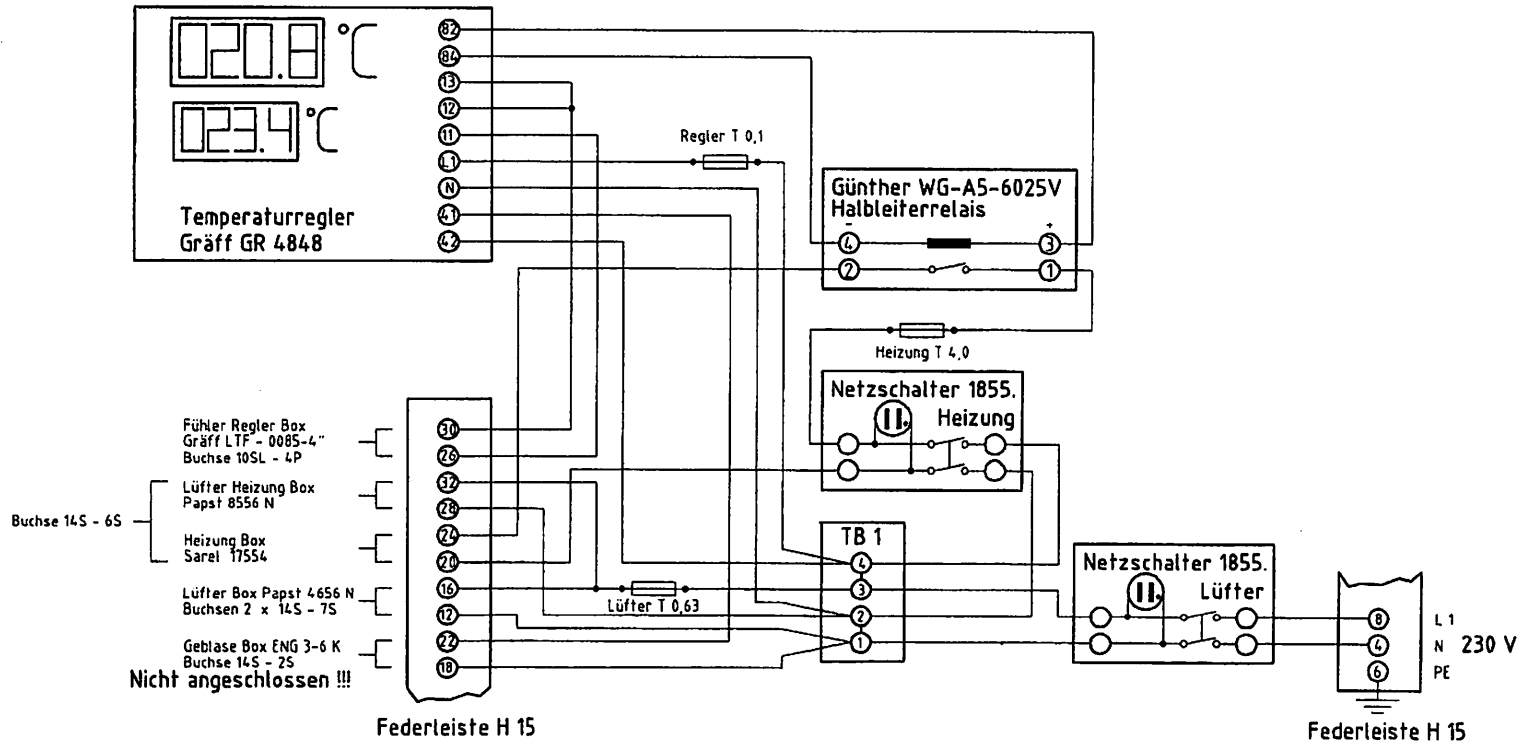 020.8 °C
023.4 °C
Temperaturregler
Gräff GR 4848
82
84
13
12
11
L1
N
41
42
Regler T 0,1
Günther WG-A5-6025V
Halbleiterrelais
- +
4 3
2 1
Heizung T 4,0
Netzschalter 1855.
Heizung
Fühler Regler Box
Gräff LTF - 0085-4"
Buchse 10SL - 4P
Lüfter Heizung Box
Papst 8556 N
Buchse 14S - 6S
Heizung Box
Sarel 17554
Lüfter Box Papst 4656 N
Buchsen 2 x 14S - 7S
Geblase Box ENG 3-6 K
Buchse 14S - 2S
Nicht angeschlossen !!!
30
26
32
28
24
20
16
12
22
18
Federleiste H 15
Lüfter T 0,63
TB 1
4
3
2
1
Netzschalter 1855.
Lüfter
8 L 1
4 N 230 V
6 PE
Federleiste H 15